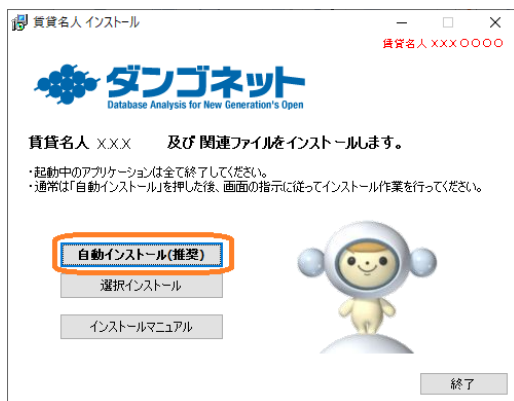 賃貸名人 インストール
賃貸名人 XXX0000
ダンゴネット
Database Analysis for New Generation's Open
賃貸名人 XXX 及び 関連ファイルをインストールします。
・起動中のアプリケーションは全て終了してください。
・通常は「自動インストール」を押した後、画面の指示に従ってインストール作業を行ってください。
自動インストール(推奨)
選択インストール
インストールマニュアル
終了